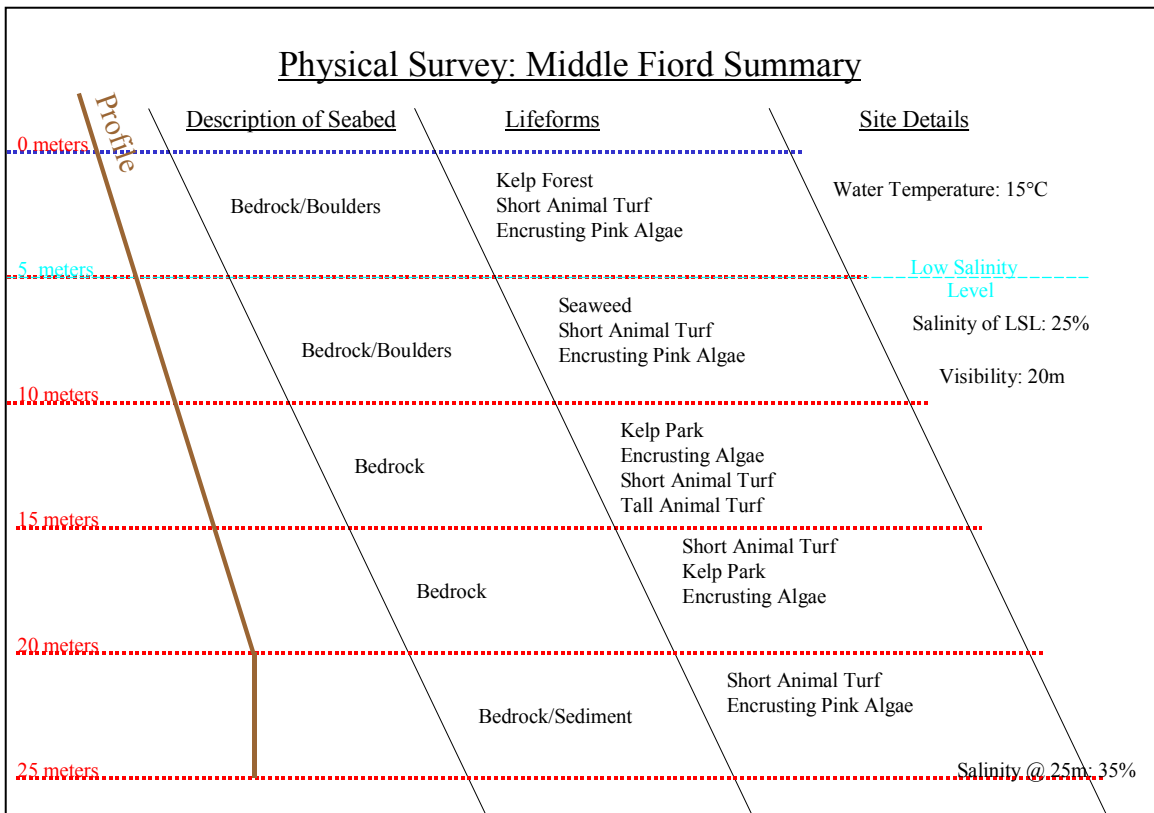 Physical Survey: Middle Fiord Summary
Profile
Description of Seabed
Lifeforms
Site Details
0 meters
Bedrock/Boulders
Kelp Forest
Short Animal Turf
Encrusting Pink Algae
Water Temperature: 15°C
5 meters
Low Salinity
Level
Bedrock/Boulders
Seaweed
Short Animal Turf
Encrusting Pink Algae
Salinity of LSL: 25%
Visibility: 20m
10 meters
Bedrock
Kelp Park
Encrusting Algae
Short Animal Turf
Tall Animal Turf
15 meters
Bedrock
Short Animal Turf
Kelp Park
Encrusting Algae
20 meters
Bedrock/Sediment
Short Animal Turf
Encrusting Pink Algae
25 meters
Salinity @ 25m: 35%